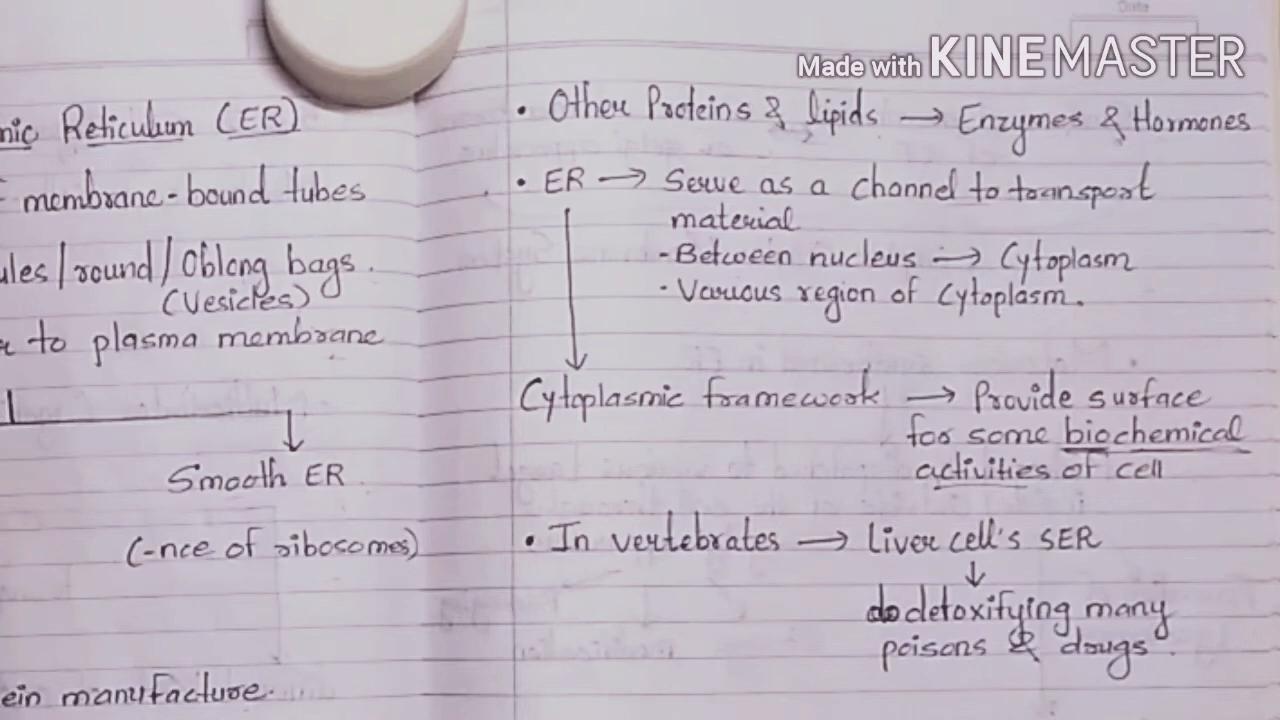 Made with KINEMASTER
Date
Reticulum (ER)
membrane-bound tubes
/round/Oblong bags.
(Vesicles)
to plasma membrane
Smooth ER
(-nce of ribosomes)
manufacture.
• Other Proteins & lipids → Enzymes & Hormones
• ER → Serve as a channel to transport
material
- Between nucleus → Cytoplasm
- Various region of Cytoplasm.
Cytoplasmic framework → Provide surface
for some biochemical
activities of cell
• In vertebrates → liver cell's SER
↓
do detoxifying many
poisons & drugs.